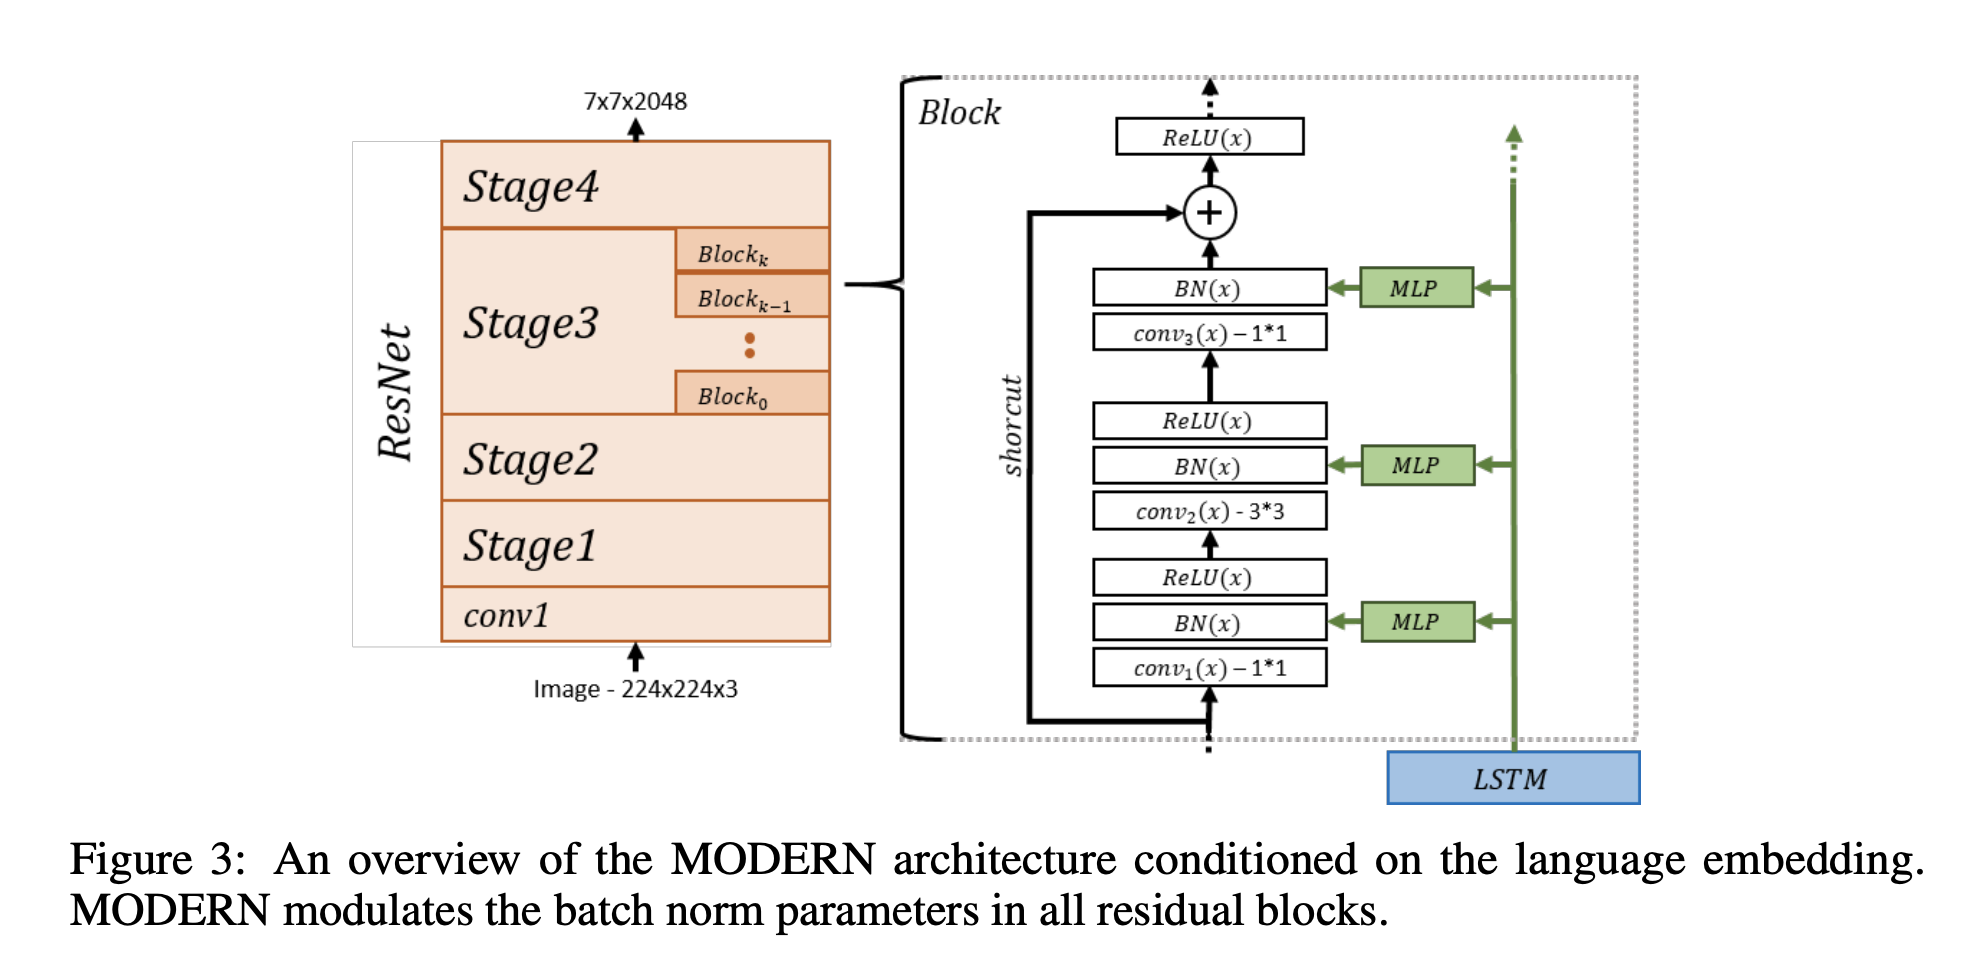 7x7x2048
ResNet
Stage4
Stage3
Block_k
Block_{k−1}
Block_0
Stage2
Stage1
conv1
Image - 224x224x3
Block
ReLU(x)
+
BN(x)
MLP
conv_3(x) – 1*1
shorcut
ReLU(x)
BN(x)
MLP
conv_2(x) - 3*3
ReLU(x)
BN(x)
MLP
conv_1(x) – 1*1
LSTM
Figure 3: An overview of the MODERN architecture conditioned on the language embedding.
MODERN modulates the batch norm parameters in all residual blocks.